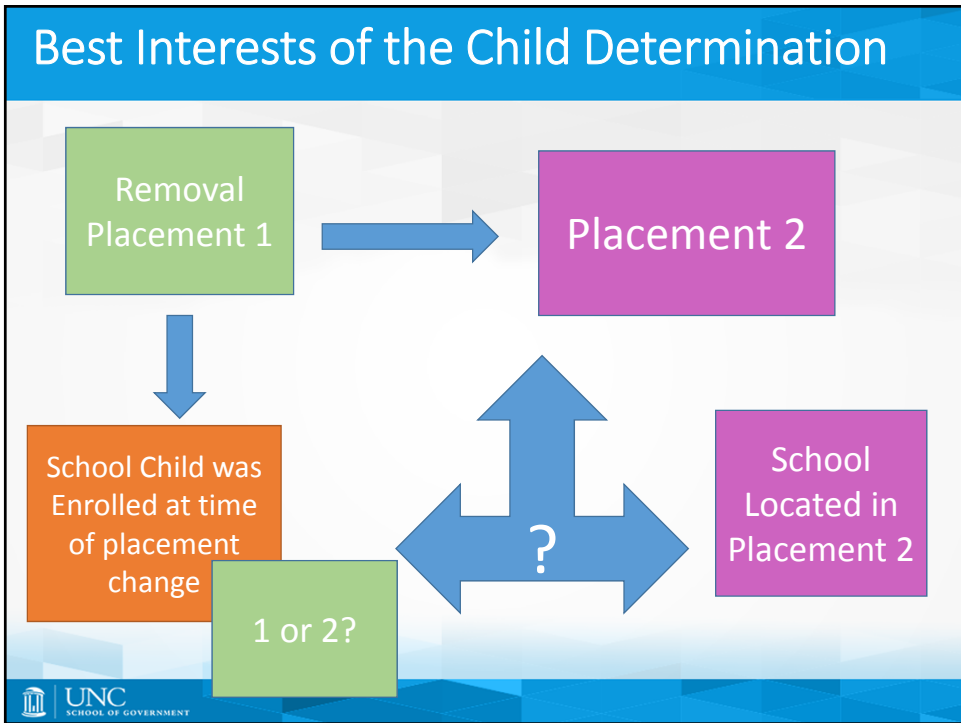 Best Interests of the Child Determination
Removal
Placement 1
Placement 2
School Child was
Enrolled at time
of placement
change
1 or 2?
?
School
Located in
Placement 2
UNC
SCHOOL OF GOVERNMENT